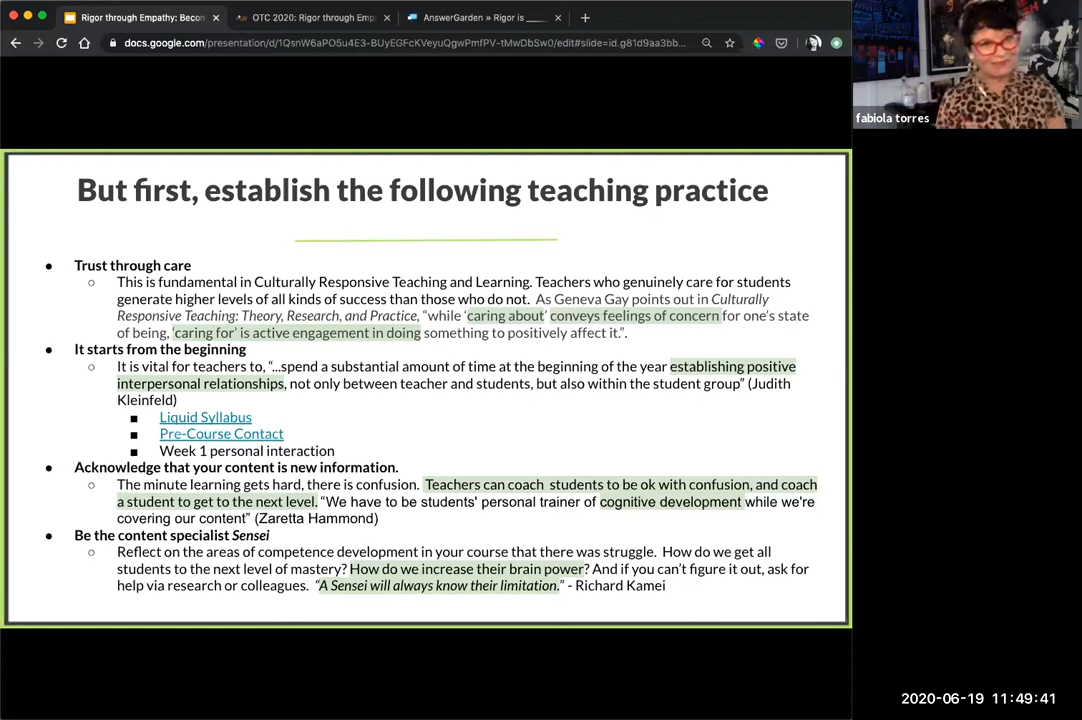 Rigor through Empathy: Becon
OTC 2020: Rigor through Empa
AnswerGarden » Rigor is ____
docs.google.com/presentation/d/1QsnW6aPO5u4E3-BUyEGFcKVeyuQgwPmfPV-tMwDbSw0/edit#slide=id.g81d9aa3bb...
fabiola torres
But first, establish the following teaching practice
● Trust through care
○ This is fundamental in Culturally Responsive Teaching and Learning. Teachers who genuinely care for students
generate higher levels of all kinds of success than those who do not. As Geneva Gay points out in Culturally
Responsive Teaching: Theory, Research, and Practice, “while ‘caring about’ conveys feelings of concern for one’s state
of being, ‘caring for’ is active engagement in doing something to positively affect it.”.
● It starts from the beginning
○ It is vital for teachers to, “...spend a substantial amount of time at the beginning of the year establishing positive
interpersonal relationships, not only between teacher and students, but also within the student group” (Judith
Kleinfeld)
■ Liquid Syllabus
■ Pre-Course Contact
■ Week 1 personal interaction
● Acknowledge that your content is new information.
○ The minute learning gets hard, there is confusion. Teachers can coach students to be ok with confusion, and coach
a student to get to the next level. “We have to be students' personal trainer of cognitive development while we're
covering our content” (Zaretta Hammond)
● Be the content specialist Sensei
○ Reflect on the areas of competence development in your course that there was struggle. How do we get all
students to the next level of mastery? How do we increase their brain power? And if you can’t figure it out, ask for
help via research or colleagues. “A Sensei will always know their limitation.” - Richard Kamei
2020-06-19 11:49:41